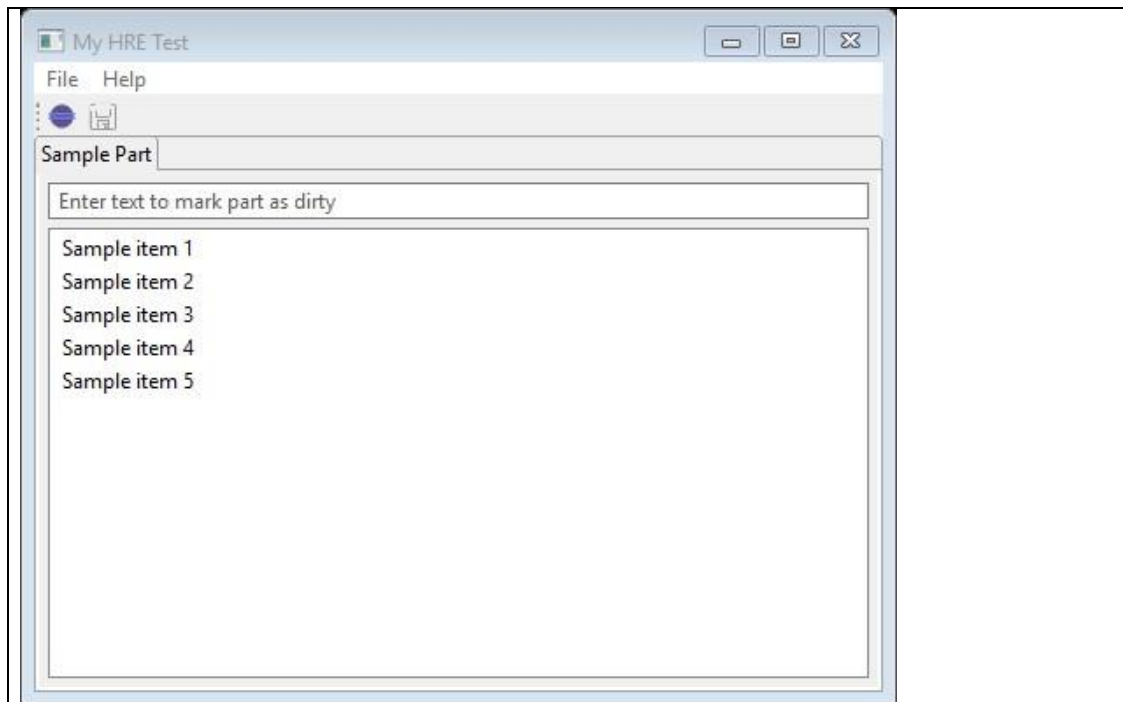 My HRE Test
File Help
Sample Part
Enter text to mark part as dirty
Sample item 1
Sample item 2
Sample item 3
Sample item 4
Sample item 5